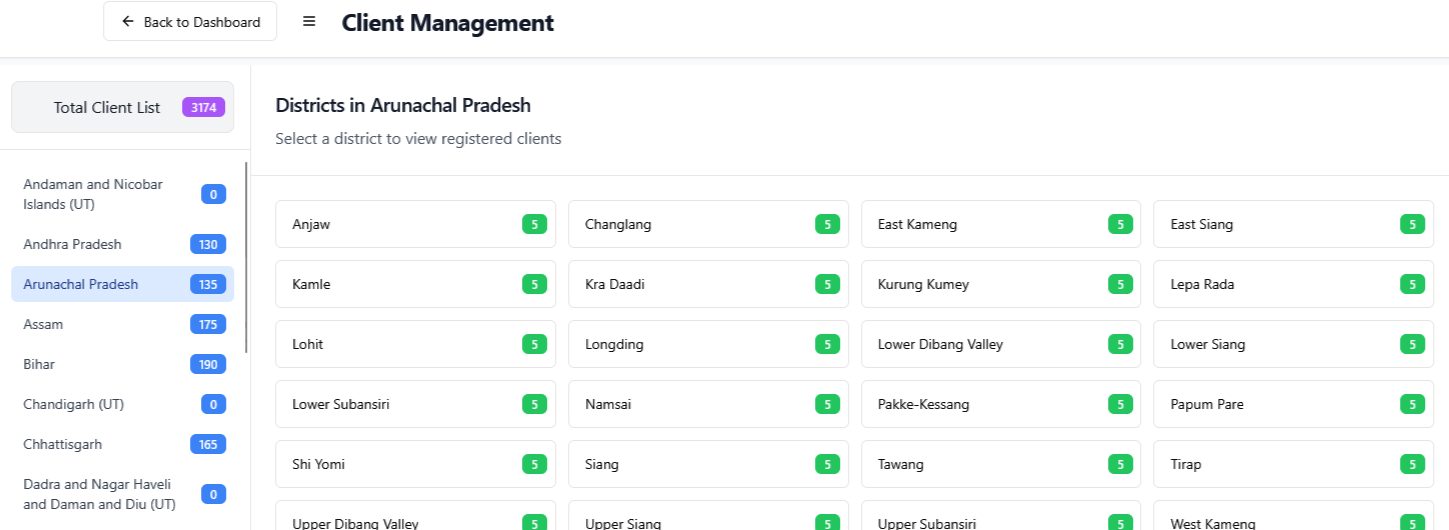 Back to Dashboard
Client Management
Total Client List 3174
Andaman and Nicobar
Islands (UT) 0
Andhra Pradesh 130
Arunachal Pradesh 135
Assam 175
Bihar 190
Chandigarh (UT) 0
Chhattisgarh 165
Dadra and Nagar Haveli
and Daman and Diu (UT) 0
Districts in Arunachal Pradesh
Select a district to view registered clients
Anjaw 5 Changlang 5 East Kameng 5 East Siang 5
Kamle 5 Kra Daadi 5 Kurung Kumey 5 Lepa Rada 5
Lohit 5 Longding 5 Lower Dibang Valley 5 Lower Siang 5
Lower Subansiri 5 Namsai 5 Pakke-Kessang 5 Papum Pare 5
Shi Yomi 5 Siang 5 Tawang 5 Tirap 5
Upper Dibang Valley 5 Upper Siang 5 Upper Subansiri 5 West Kameng 5